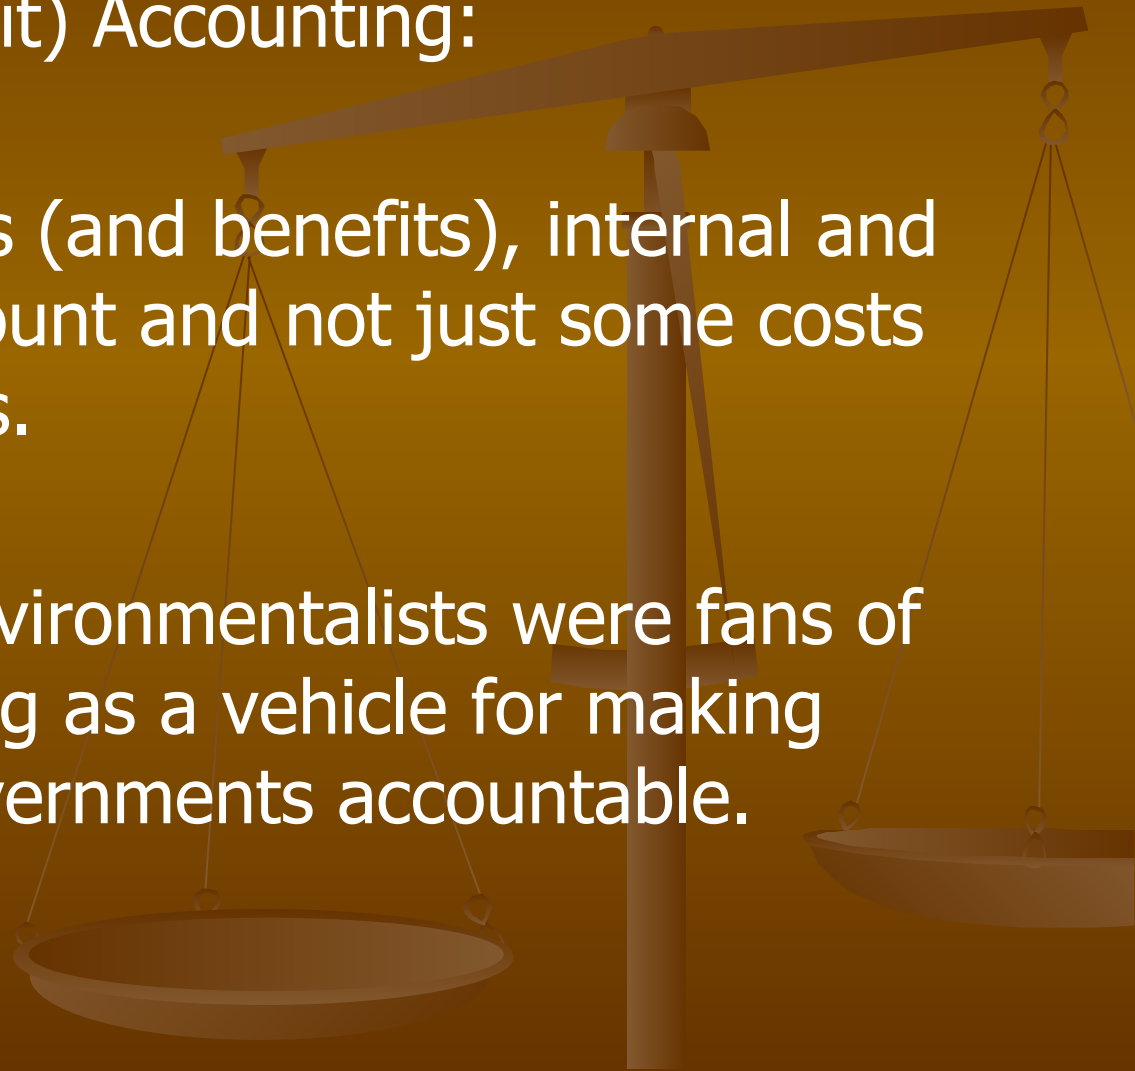 it) Accounting:
s (and benefits), internal and
ount and not just some costs
s.
vironmentalists were fans of
g as a vehicle for making
vernments accountable.